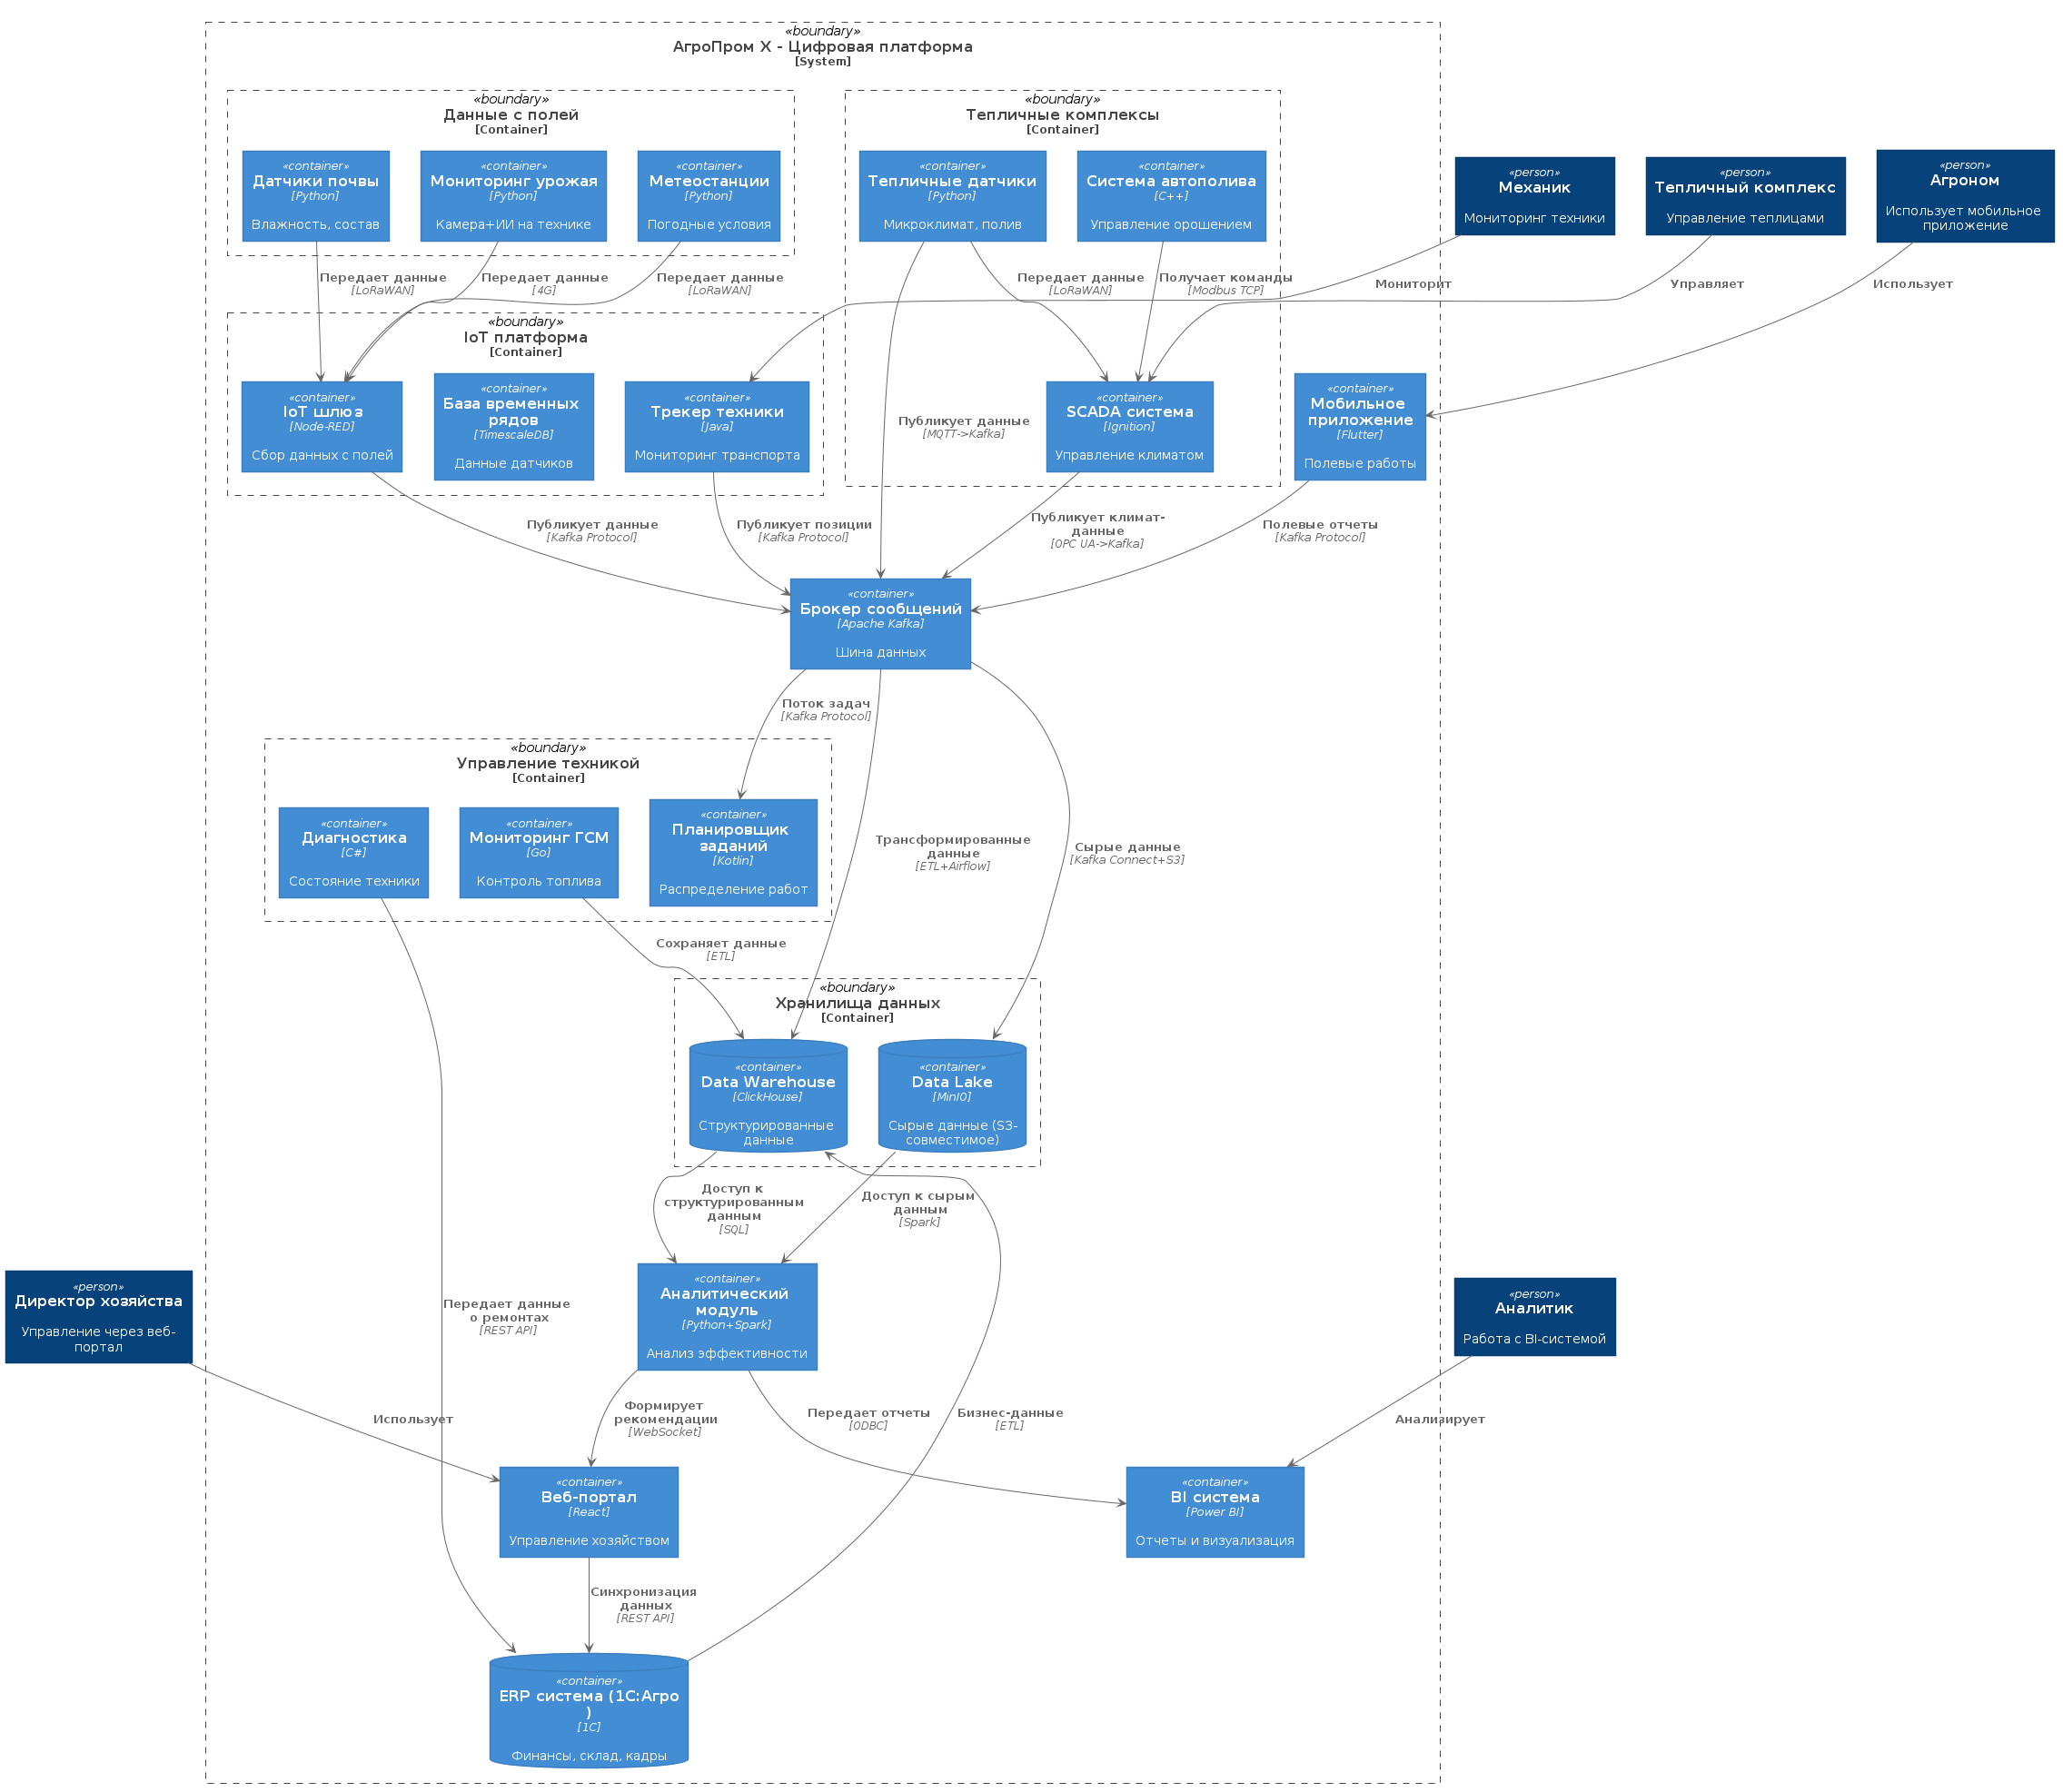 «boundary»
АгроПром X - Цифровая платформа
[System]
«boundary»
Данные с полей
[Container]
«boundary»
Тепличные комплексы
[Container]
«container»
Датчики почвы
[Python]
Влажность, состав
«container»
Мониторинг урожая
[Python]
Камера+ИИ на технике
«container»
Метеостанции
[Python]
Погодные условия
«container»
Тепличные датчики
[Python]
Микроклимат, полив
«container»
Система автополива
[C++]
Управление орошением
«person»
Механик
Мониторинг техники
«person»
Тепличный комплекс
Управление теплицами
«person»
Агроном
Использует мобильное
приложение
Передает данные
[LoRaWAN]
Передает данные
[4G]
Передает данные
[LoRaWAN]
Передает данные
[LoRaWAN]
Получает команды
[Modbus TCP]
Мониторит
Управляет
Использует
«boundary»
IoT платформа
[Container]
«container»
IoT шлюз
[Node-RED]
Сбор данных с полей
«container»
База временных
рядов
[TimescaleDB]
Данные датчиков
«container»
Трекер техники
[Java]
Мониторинг транспорта
Публикует данные
[MQTT->Kafka]
«container»
SCADA система
[Ignition]
Управление климатом
«container»
Мобильное
приложение
[Flutter]
Полевые работы
Публикует данные
[Kafka Protocol]
Публикует позиции
[Kafka Protocol]
Публикует климат-
данные
[OPC UA->Kafka]
Полевые отчеты
[Kafka Protocol]
«container»
Брокер сообщений
[Apache Kafka]
Шина данных
Поток задач
[Kafka Protocol]
«boundary»
Управление техникой
[Container]
«container»
Диагностика
[C#]
Состояние техники
«container»
Мониторинг ГСМ
[Go]
Контроль топлива
«container»
Планировщик
заданий
[Kotlin]
Распределение работ
Трансформированные
данные
[ETL+Airflow]
Сырые данные
[Kafka Connect+S3]
Сохраняет данные
[ETL]
«boundary»
Хранилища данных
[Container]
«container»
Data Warehouse
[ClickHouse]
Структурированные
данные
«container»
Data Lake
[MinIO]
Сырые данные (S3-
совместимое)
Доступ к
структурированным
данным
[SQL]
Доступ к сырым
данным
[Spark]
«person»
Директор хозяйства
Управление через веб-
портал
Передает данные
о ремонтах
[REST API]
«container»
Аналитический
модуль
[Python+Spark]
Анализ эффективности
«person»
Аналитик
Работа с BI-системой
Использует
Формирует
рекомендации
[WebSocket]
Передает отчеты
[ODBC]
Бизнес-данные
[ETL]
Анализирует
«container»
Веб-портал
[React]
Управление хозяйством
«container»
BI система
[Power BI]
Отчеты и визуализация
Синхронизация
данных
[REST API]
«container»
ERP система (1С:Агро
)
[1C]
Финансы, склад, кадры